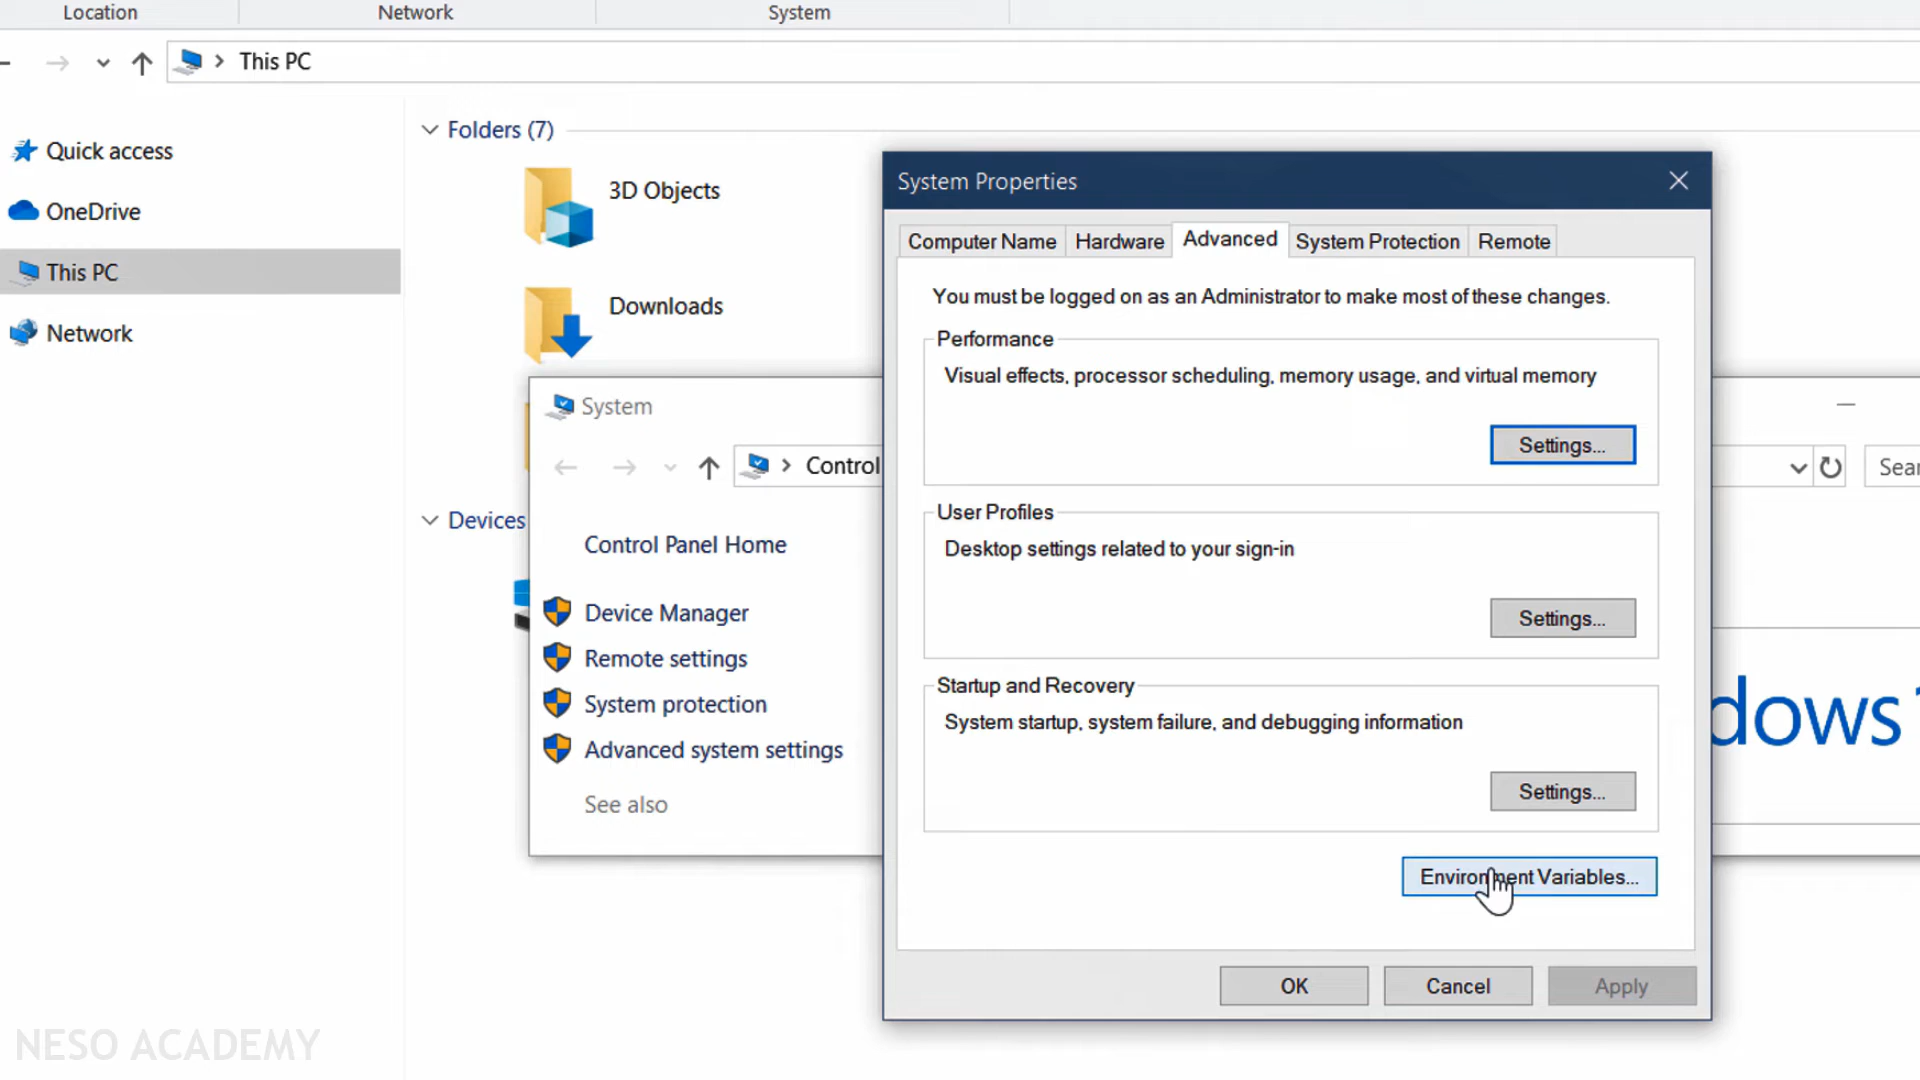 Location
Network
System
This PC
Quick access
OneDrive
This PC
Network
Folders (7)
3D Objects
Downloads
Devices
System
Control
Control Panel Home
Device Manager
Remote settings
System protection
Advanced system settings
See also
System Properties
Computer Name
Hardware
Advanced
System Protection
Remote
You must be logged on as an Administrator to make most of these changes.
Performance
Visual effects, processor scheduling, memory usage, and virtual memory
Settings...
User Profiles
Desktop settings related to your sign-in
Settings...
Startup and Recovery
System startup, system failure, and debugging information
Settings...
Environment Variables...
OK
Cancel
Apply
Sear
dows
NESO ACADEMY